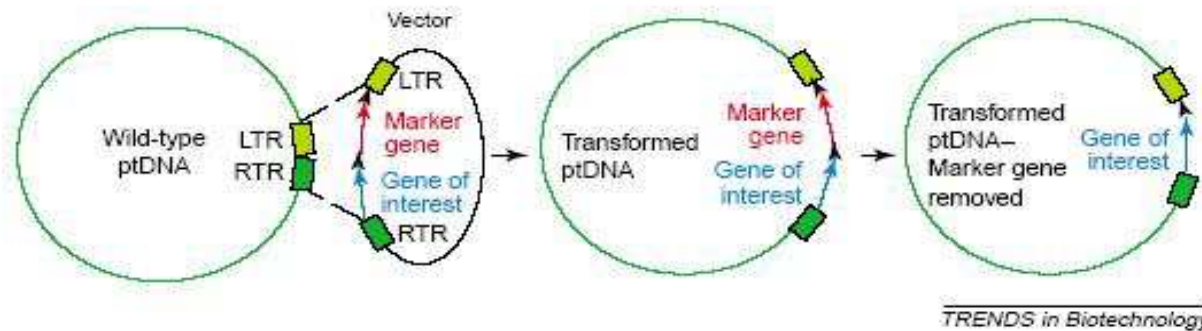 Vector
LTR
Marker
gene
Gene of
interest
RTR
Wild-type
ptDNA
LTR
RTR
Transformed
ptDNA
Marker
gene
Gene of
interest
Transformed
ptDNA–
Marker gene
removed
Gene of
interest
TRENDS in Biotechnology